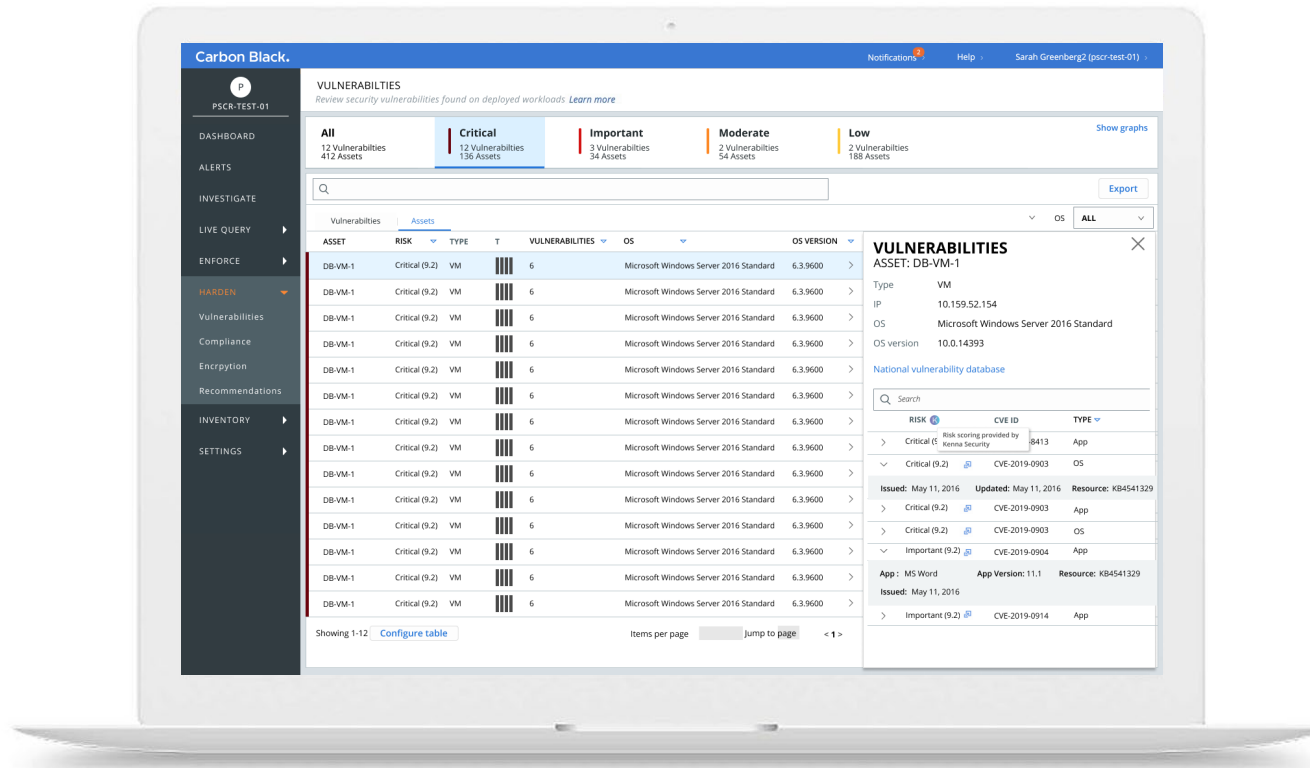 Carbon Black.
Notifications 2
Help
Sarah Greenberg2 (pscr-test-01)
P
PSCR-TEST-01
DASHBOARD
ALERTS
INVESTIGATE
LIVE QUERY
ENFORCE
HARDEN
Vulnerabilities
Compliance
Encrpytion
Recommendations
INVENTORY
SETTINGS
VULNERABILTIES
Review security vulnerabilities found on deployed workloads Learn more
All
12 Vulnerabilties
412 Assets
Critical
12 Vulnerabilties
136 Assets
Important
3 Vulnerabilties
34 Assets
Moderate
2 Vulnerabilties
54 Assets
Low
2 Vulnerabilties
188 Assets
Show graphs
Export
Vulnerabilties
Assets
OS ALL
ASSET RISK TYPE T VULNERABILITIES OS OS VERSION
DB-VM-1 Critical (9.2) VM 6 Microsoft Windows Server 2016 Standard 6.3.9600
DB-VM-1 Critical (9.2) VM 6 Microsoft Windows Server 2016 Standard 6.3.9600
DB-VM-1 Critical (9.2) VM 6 Microsoft Windows Server 2016 Standard 6.3.9600
DB-VM-1 Critical (9.2) VM 6 Microsoft Windows Server 2016 Standard 6.3.9600
DB-VM-1 Critical (9.2) VM 6 Microsoft Windows Server 2016 Standard 6.3.9600
DB-VM-1 Critical (9.2) VM 6 Microsoft Windows Server 2016 Standard 6.3.9600
DB-VM-1 Critical (9.2) VM 6 Microsoft Windows Server 2016 Standard 6.3.9600
DB-VM-1 Critical (9.2) VM 6 Microsoft Windows Server 2016 Standard 6.3.9600
DB-VM-1 Critical (9.2) VM 6 Microsoft Windows Server 2016 Standard 6.3.9600
DB-VM-1 Critical (9.2) VM 6 Microsoft Windows Server 2016 Standard 6.3.9600
DB-VM-1 Critical (9.2) VM 6 Microsoft Windows Server 2016 Standard 6.3.9600
DB-VM-1 Critical (9.2) VM 6 Microsoft Windows Server 2016 Standard 6.3.9600
DB-VM-1 Critical (9.2) VM 6 Microsoft Windows Server 2016 Standard 6.3.9600
DB-VM-1 Critical (9.2) VM 6 Microsoft Windows Server 2016 Standard 6.3.9600
Showing 1-12 Configure table Items per page Jump to page < 1 >
VULNERABILITIES
ASSET: DB-VM-1
Type VM
IP 10.159.52.154
OS Microsoft Windows Server 2016 Standard
OS version 10.0.14393
National vulnerability database
Search
RISK K CVE ID TYPE
Risk scoring provided by
Kenna Security
Critical (9 -8413 App
Critical (9.2) CVE-2019-0903 OS
Issued: May 11, 2016 Updated: May 11, 2016 Resource: KB4541329
Critical (9.2) CVE-2019-0903 App
Critical (9.2) CVE-2019-0903 OS
Important (9.2) CVE-2019-0904 App
App : MS Word App Version: 11.1 Resource: KB4541329
Issued: May 11, 2016
Important (9.2) CVE-2019-0914 App